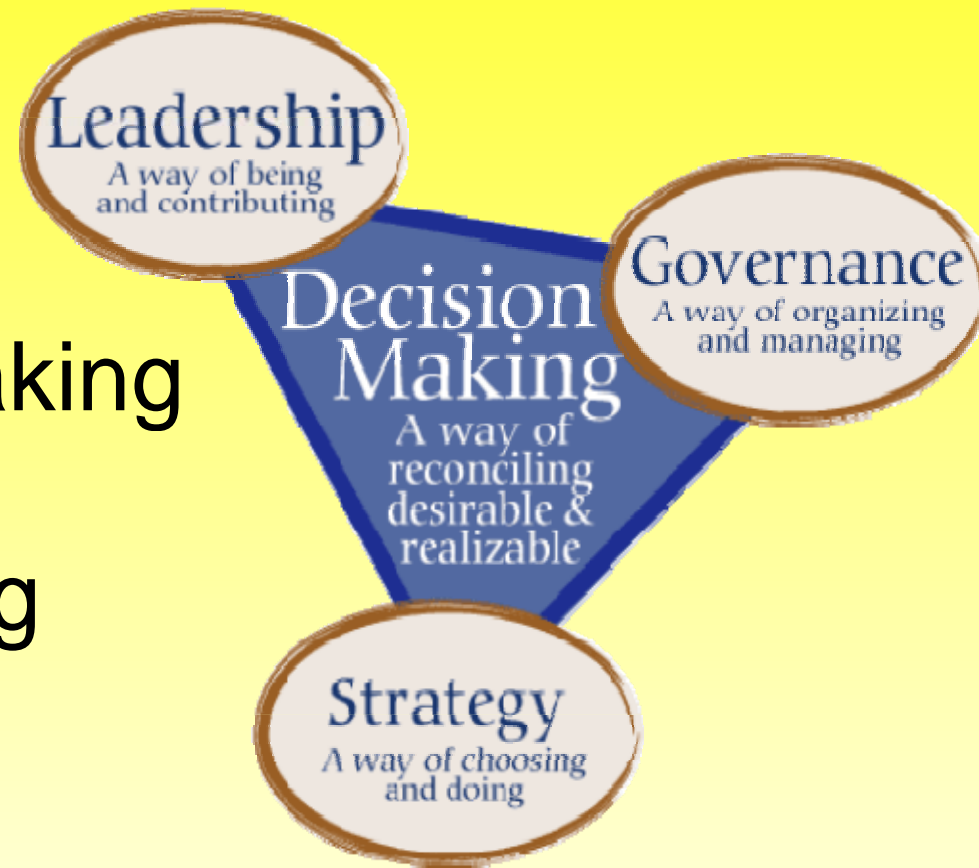 Leadership
A way of being
and contributing
Governance
A way of organizing
and managing
Decision
Making
A way of
reconciling
desirable &
realizable
aking
g
Strategy
A way of choosing
and doing